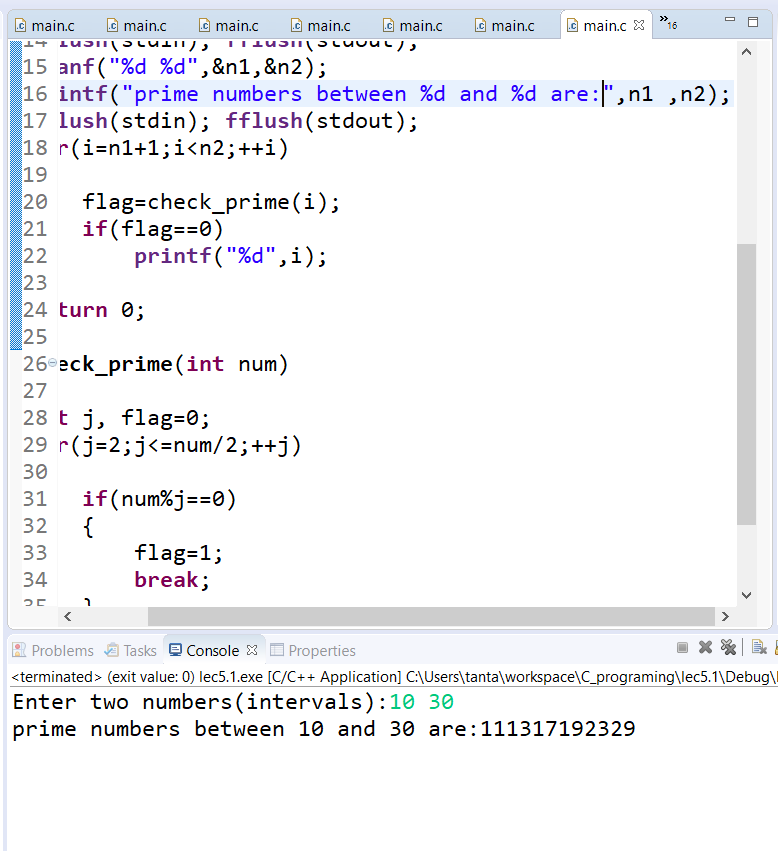 main.c main.c main.c main.c main.c main.c main.c »16
14 lush(stdin); fflush(stdout);
15 anf("%d %d",&n1,&n2);
16 intf("prime numbers between %d and %d are:",n1 ,n2);
17 lush(stdin); fflush(stdout);
18 r(i=n1+1;i<n2;++i)
19
20 flag=check_prime(i);
21 if(flag==0)
22 printf("%d",i);
23
24 turn 0;
25
26 eck_prime(int num)
27
28 t j, flag=0;
29 r(j=2;j<=num/2;++j)
30
31 if(num%j==0)
32 {
33 flag=1;
34 break;
35 }
Problems Tasks Console Properties
<terminated> (exit value: 0) lec5.1.exe [C/C++ Application] C:\Users\tanta\workspace\C_programing\lec5.1\Debug\
Enter two numbers(intervals):10 30
prime numbers between 10 and 30 are:111317192329